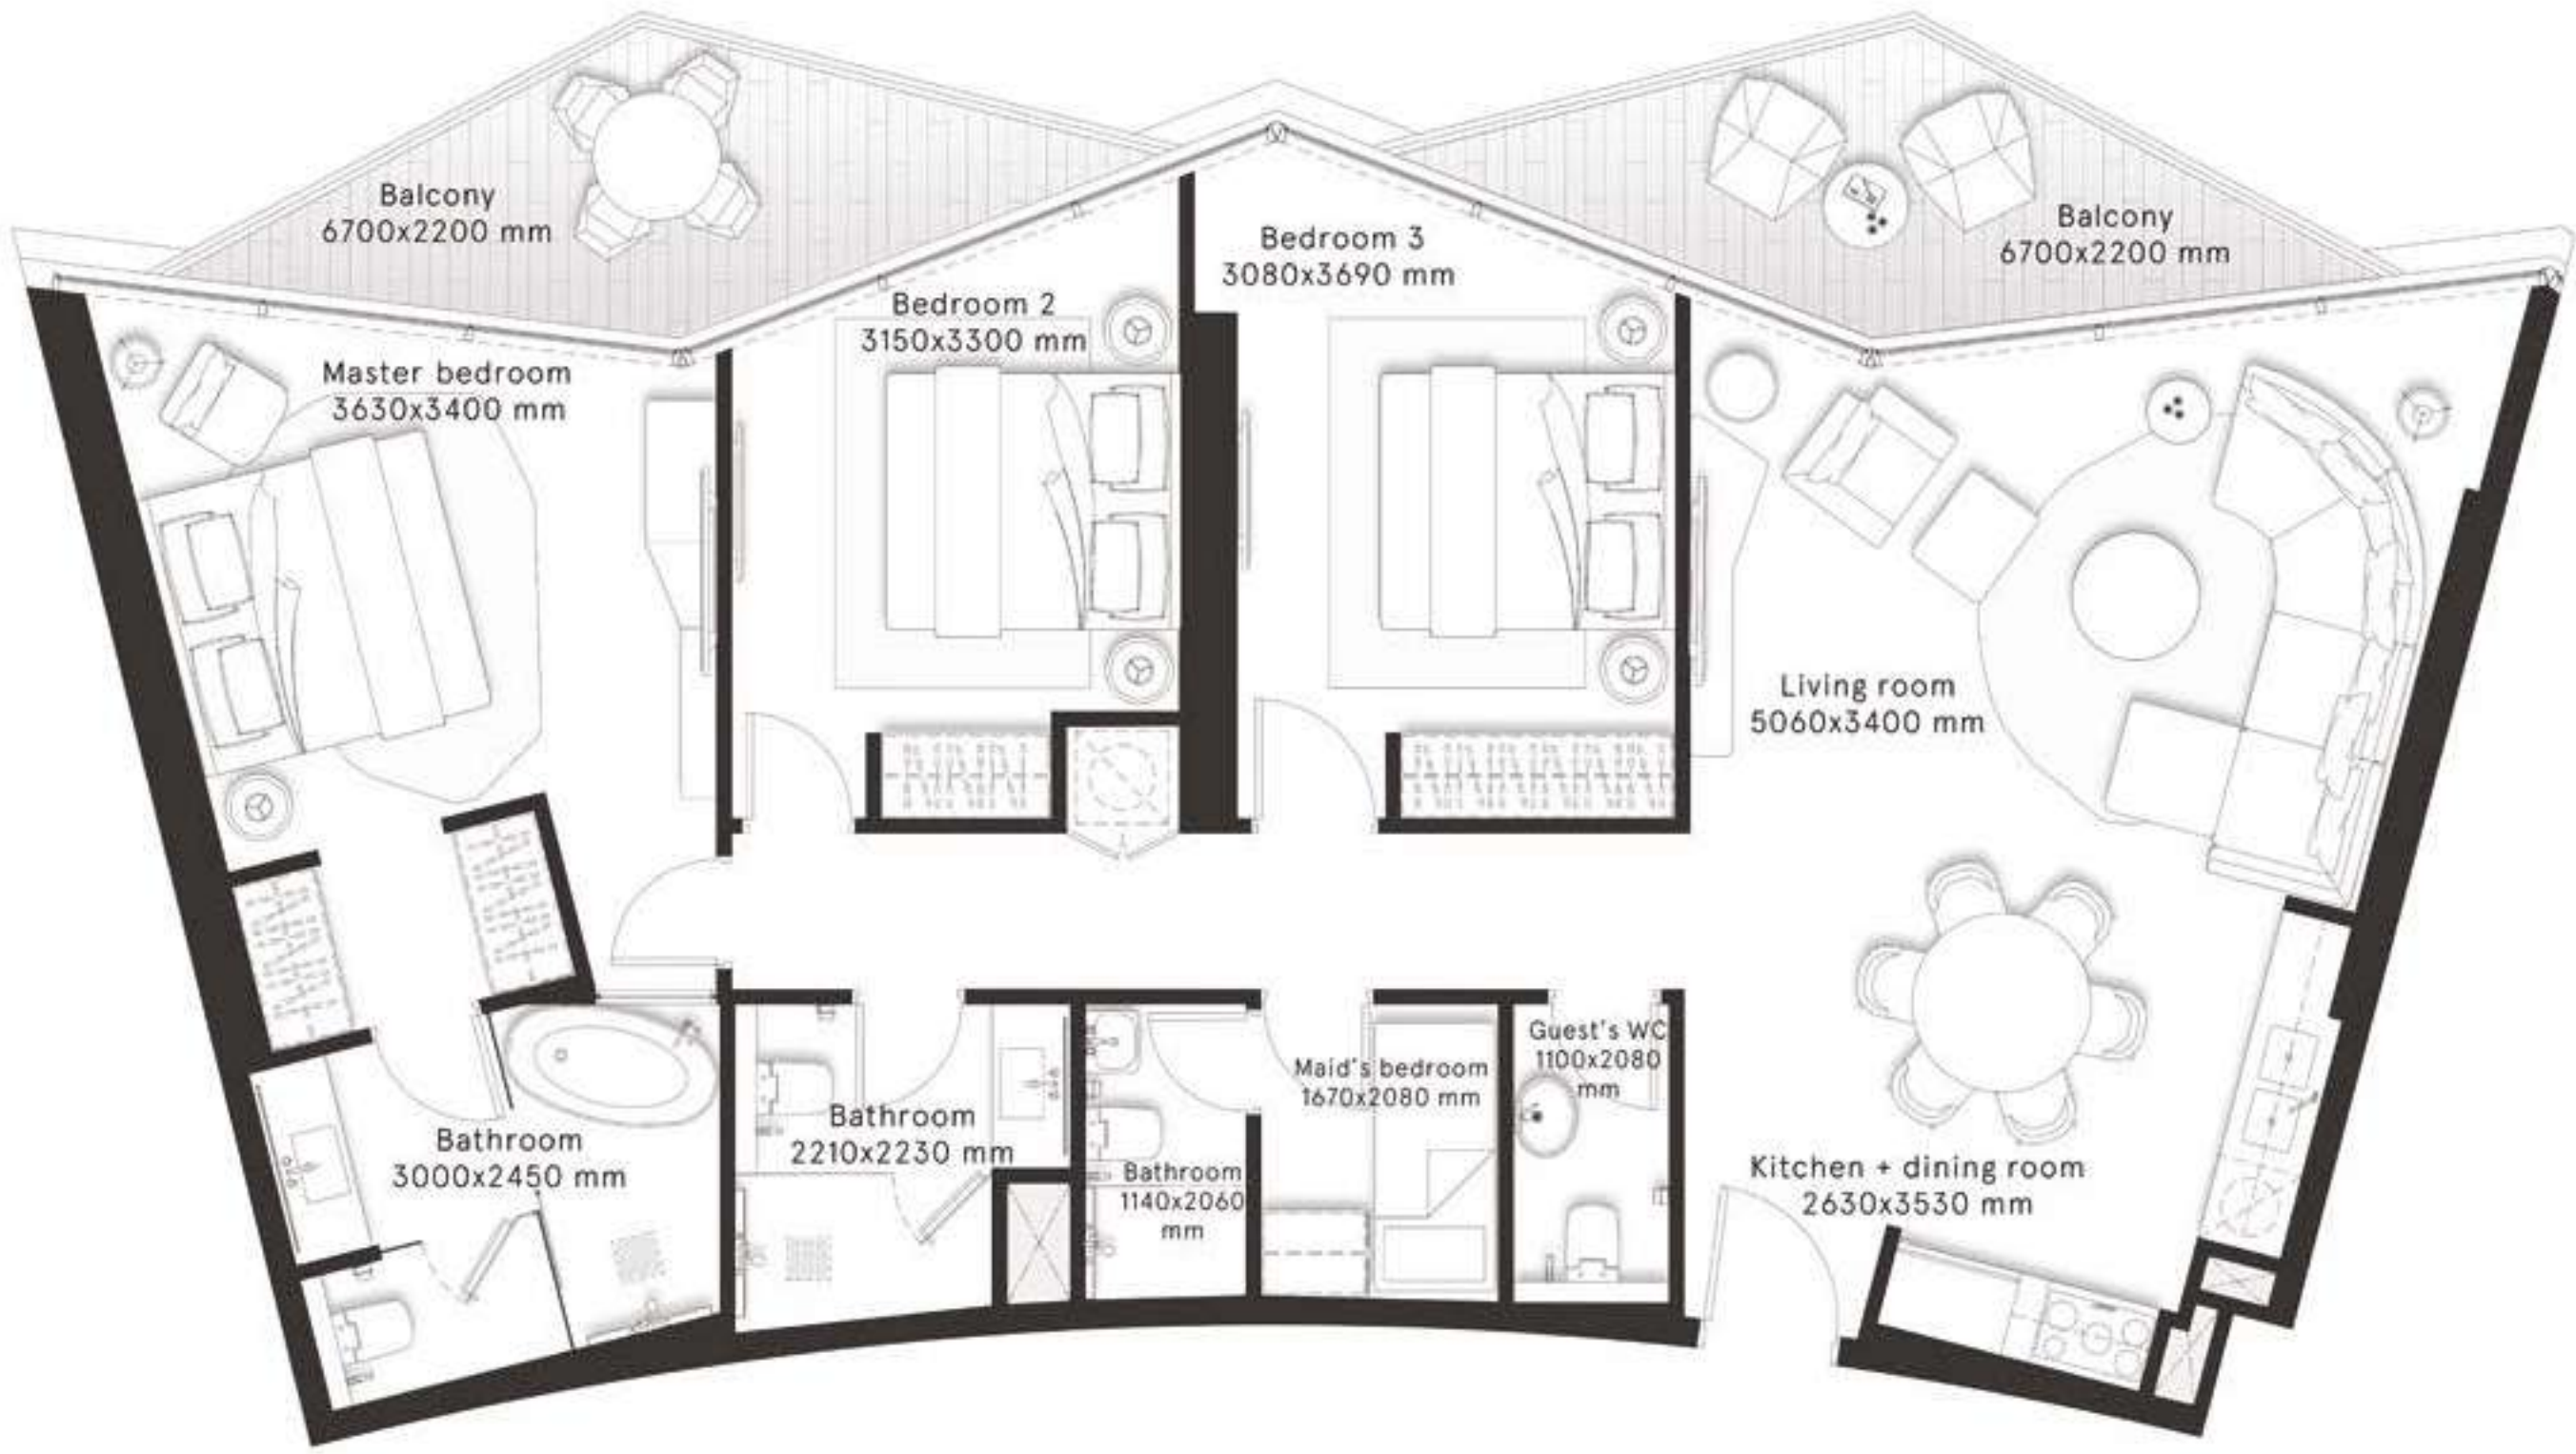 Balcony
6700x2200 mm
Balcony
6700x2200 mm
Bedroom 3
3080x3690 mm
Bedroom 2
3150x3300 mm
Master bedroom
3630x3400 mm
Living room
5060x3400 mm
Guest's WC
1100x2080
mm
Maid's bedroom
1670x2080 mm
Bathroom
2210x2230 mm
Bathroom
3000x2450 mm
Bathroom
1140x2060
mm
Kitchen + dining room
2630x3530 mm